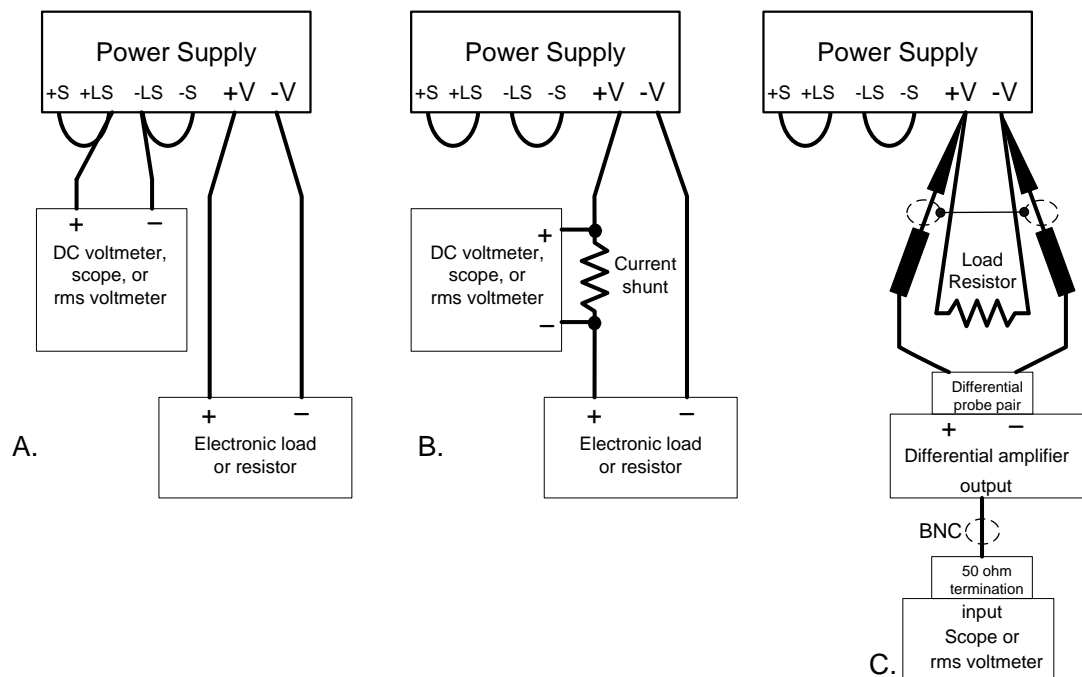 Power Supply
+S +LS -LS -S +V -V
+ −
DC voltmeter,
scope, or
rms voltmeter
+ −
Electronic load
or resistor
A.
Power Supply
+S +LS -LS -S +V -V
+
DC voltmeter,
scope, or
rms voltmeter
−
Current
shunt
+ −
Electronic load
or resistor
B.
Power Supply
+S +LS -LS -S +V -V
Load
Resistor
Differential
probe pair
+ −
Differential amplifier
output
BNC
50 ohm
termination
input
Scope or
rms voltmeter
C.